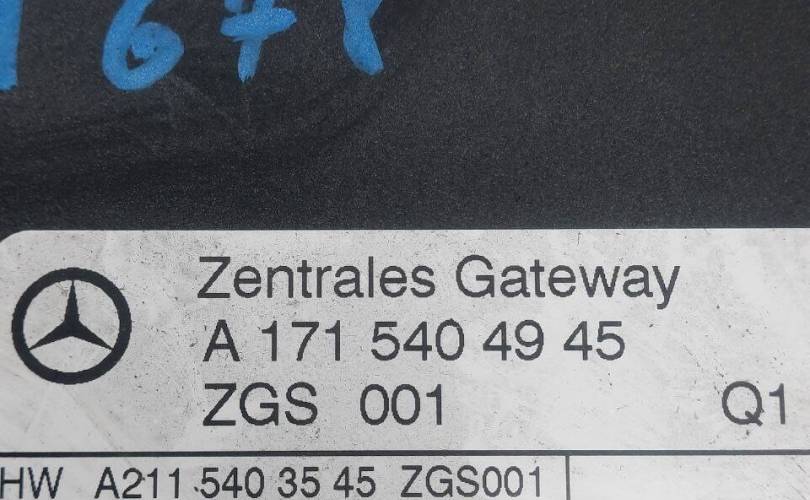 Zentrales Gateway
A 171 540 49 45
ZGS 001 Q1
HW A211 540 35 45 ZGS001